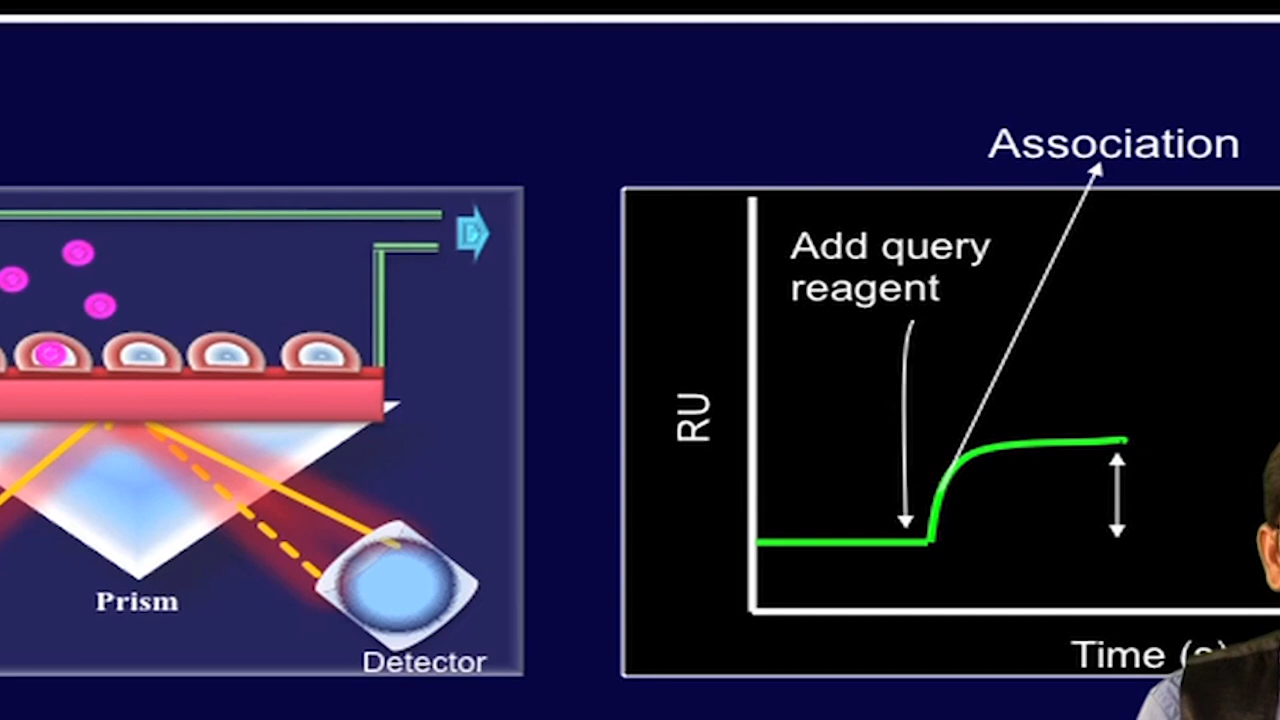 Association
Add query
reagent
RU
Prism
Detector
Time (s)